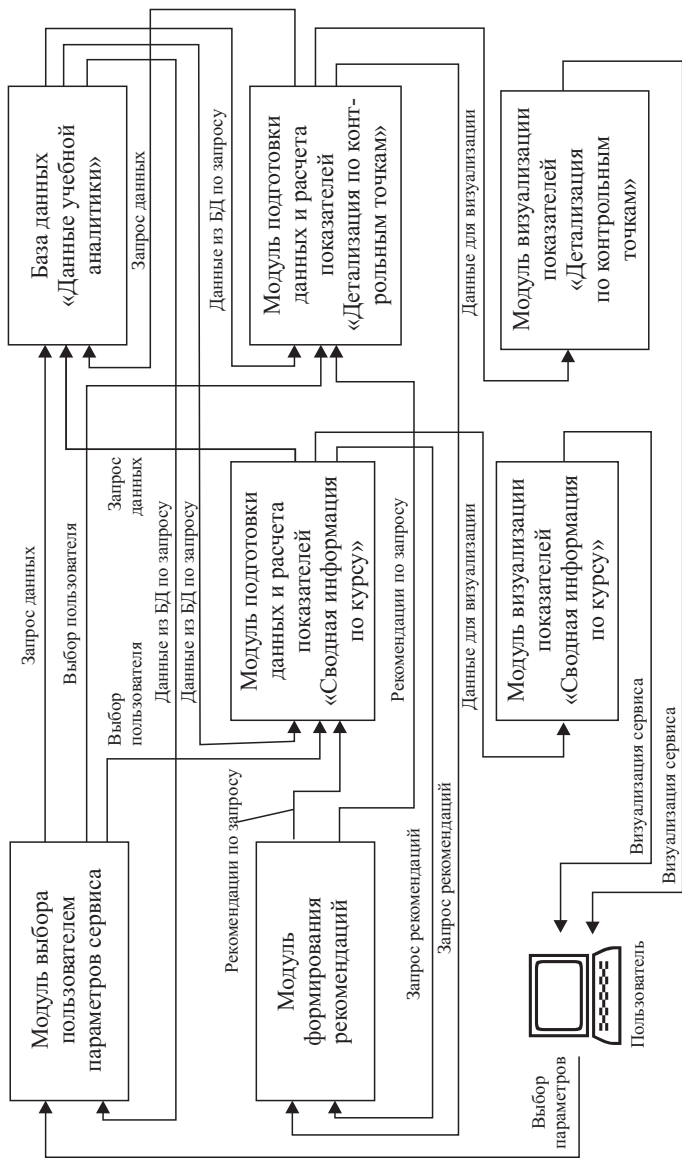 Модуль выбора
пользователем
параметров сервиса
Запрос данных
Выбор пользователя
Выбор
пользователя
Данные из БД по запросу
Данные из БД по запросу
Запрос
данных
База данных
«Данные учебной
аналитики»
Запрос данных
Данные из БД по запросу
Рекомендации по запросу
Модуль
формирования
рекомендаций
Модуль подготовки
данных и расчета
показателей
«Сводная информация
по курсу»
Рекомендации по запросу
Модуль подготовки
данных и расчета
показателей
«Детализация по конт-
рольным точкам»
Запрос рекомендаций
Запрос рекомендаций
Данные для визуализации
Данные для визуализации
Выбор
параметров
Пользователь
Визуализация сервиса
Визуализация сервиса
Модуль визуализации
показателей
«Сводная информация
по курсу»
Модуль визуализации
показателей
«Детализация
по контрольным
точкам»